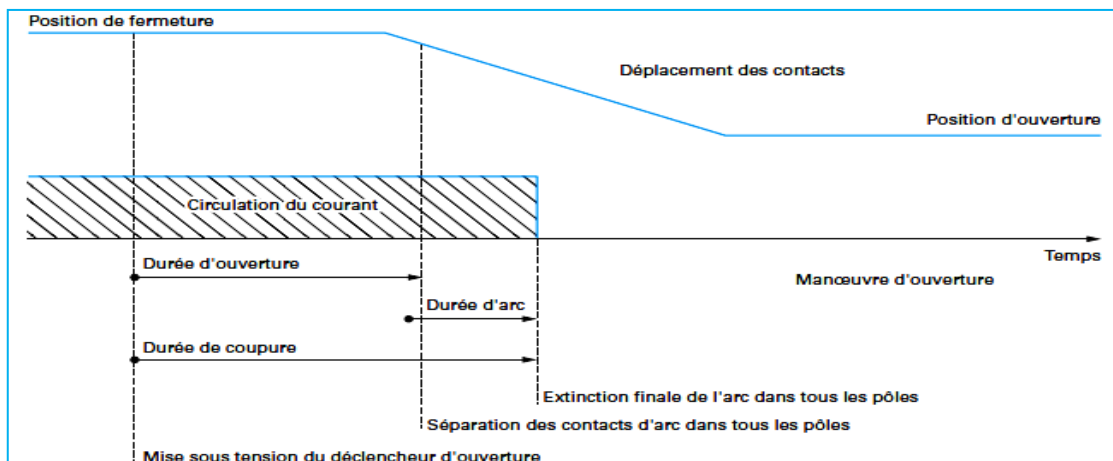 Position de fermeture
Déplacement des contacts
Position d'ouverture
Circulation du courant
Temps
Durée d'ouverture
Manœuvre d'ouverture
Durée d'arc
Durée de coupure
Extinction finale de l'arc dans tous les pôles
Séparation des contacts d'arc dans tous les pôles
Mise sous tension du déclencheur d'ouverture